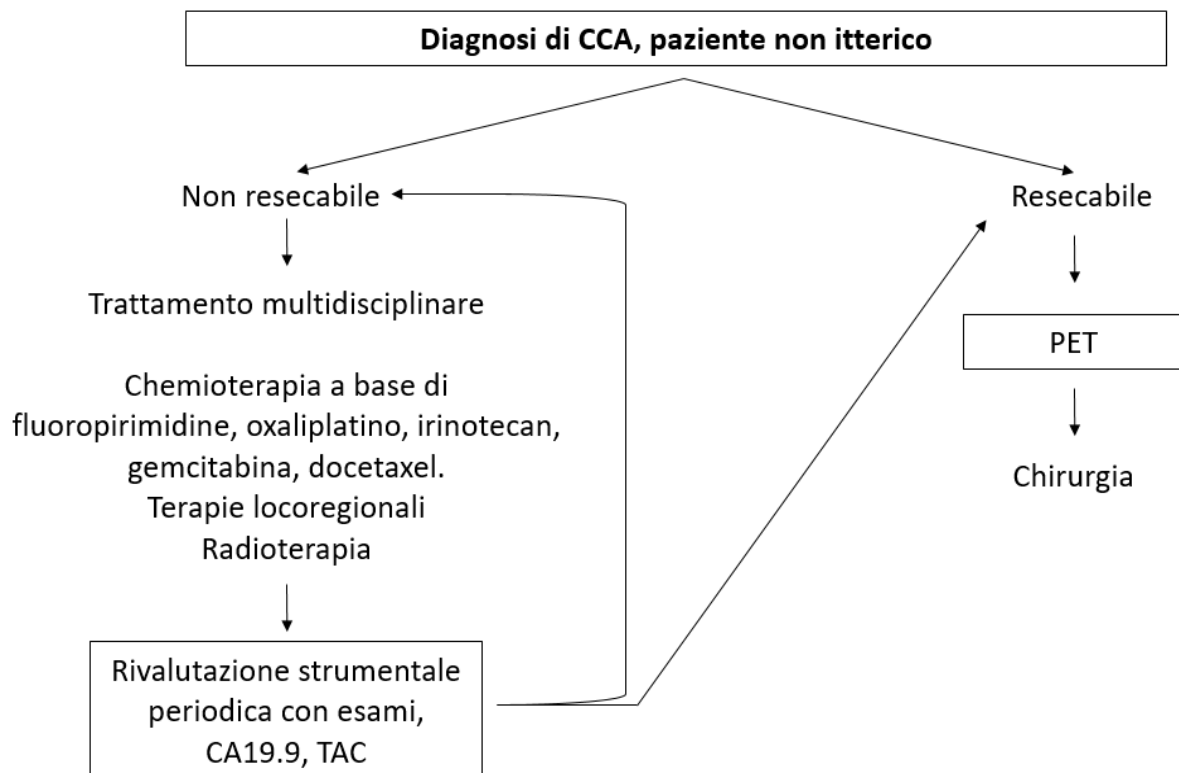 Diagnosi di CCA, paziente non itterico
Non resecabile
Resecabile
Trattamento multidisciplinare
PET
Chemioterapia a base di
fluoropirimidine, oxaliplatino, irinotecan,
gemcitabina, docetaxel.
Terapie locoregionali
Radioterapia
Chirurgia
Rivalutazione strumentale
periodica con esami,
CA19.9, TAC